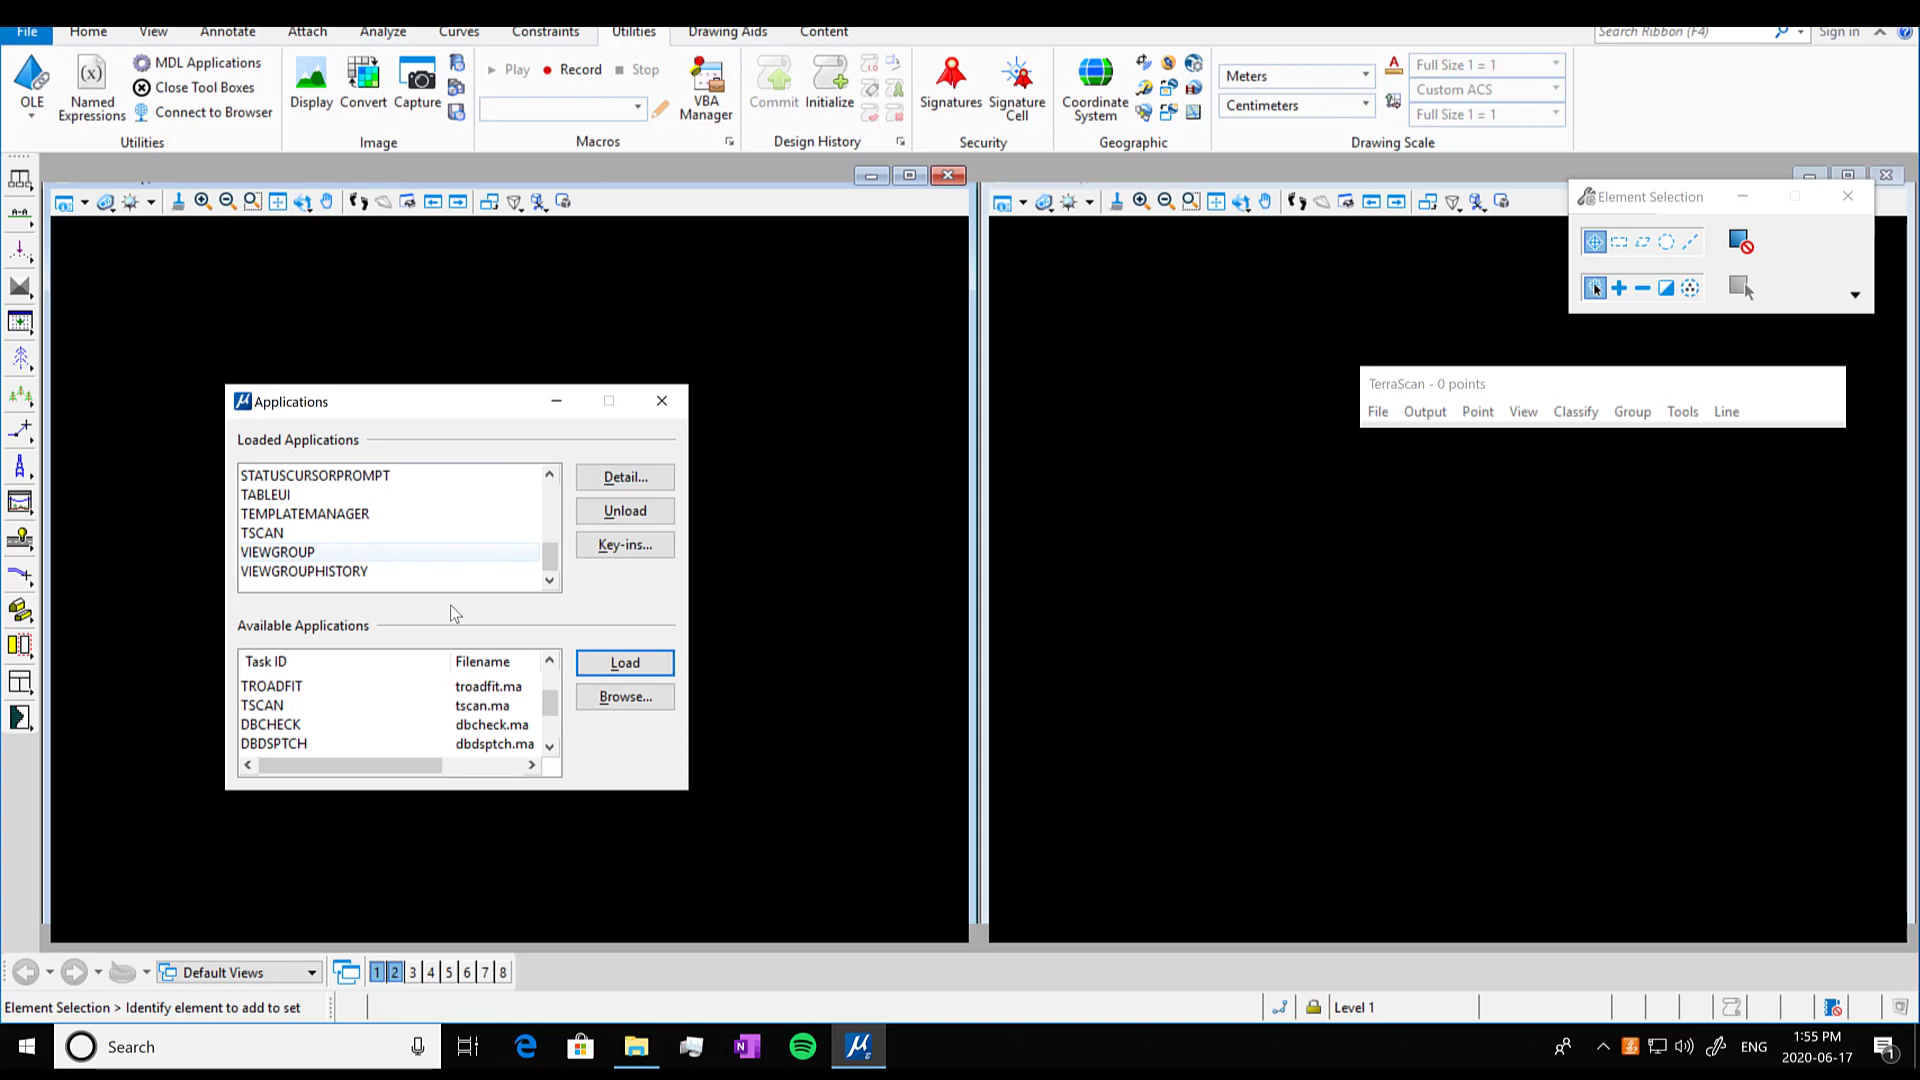 File Home View Annotate Attach Analyze Curves Constraints Utilities Drawing Aids Content Search Ribbon (F4) Sign in
OLE
Named
Expressions
MDL Applications
Close Tool Boxes
Connect to Browser
Utilities
Display Convert Capture
Image
Play Record Stop
VBA
Manager
Macros
Commit Initialize
Design History
Signatures
Signature
Cell
Security
Coordinate
System
Geographic
Meters
Centimeters
Full Size 1 = 1
Custom ACS
Full Size 1 = 1
Drawing Scale
Element Selection
TerraScan - 0 points
File Output Point View Classify Group Tools Line
Applications
Loaded Applications
STATUSCURSORPROMPT
TABLEUI
TEMPLATEMANAGER
TSCAN
VIEWGROUP
VIEWGROUPHISTORY
Detail...
Unload
Key-ins...
Available Applications
Task ID Filename
TROADFIT troadfit.ma
TSCAN tscan.ma
DBCHECK dbcheck.ma
DBDSPTCH dbdsptch.ma
Load
Browse...
Default Views 1 2 3 4 5 6 7 8
Element Selection > Identify element to add to set
Level 1
Search
ENG
1:55 PM
2020-06-17
1